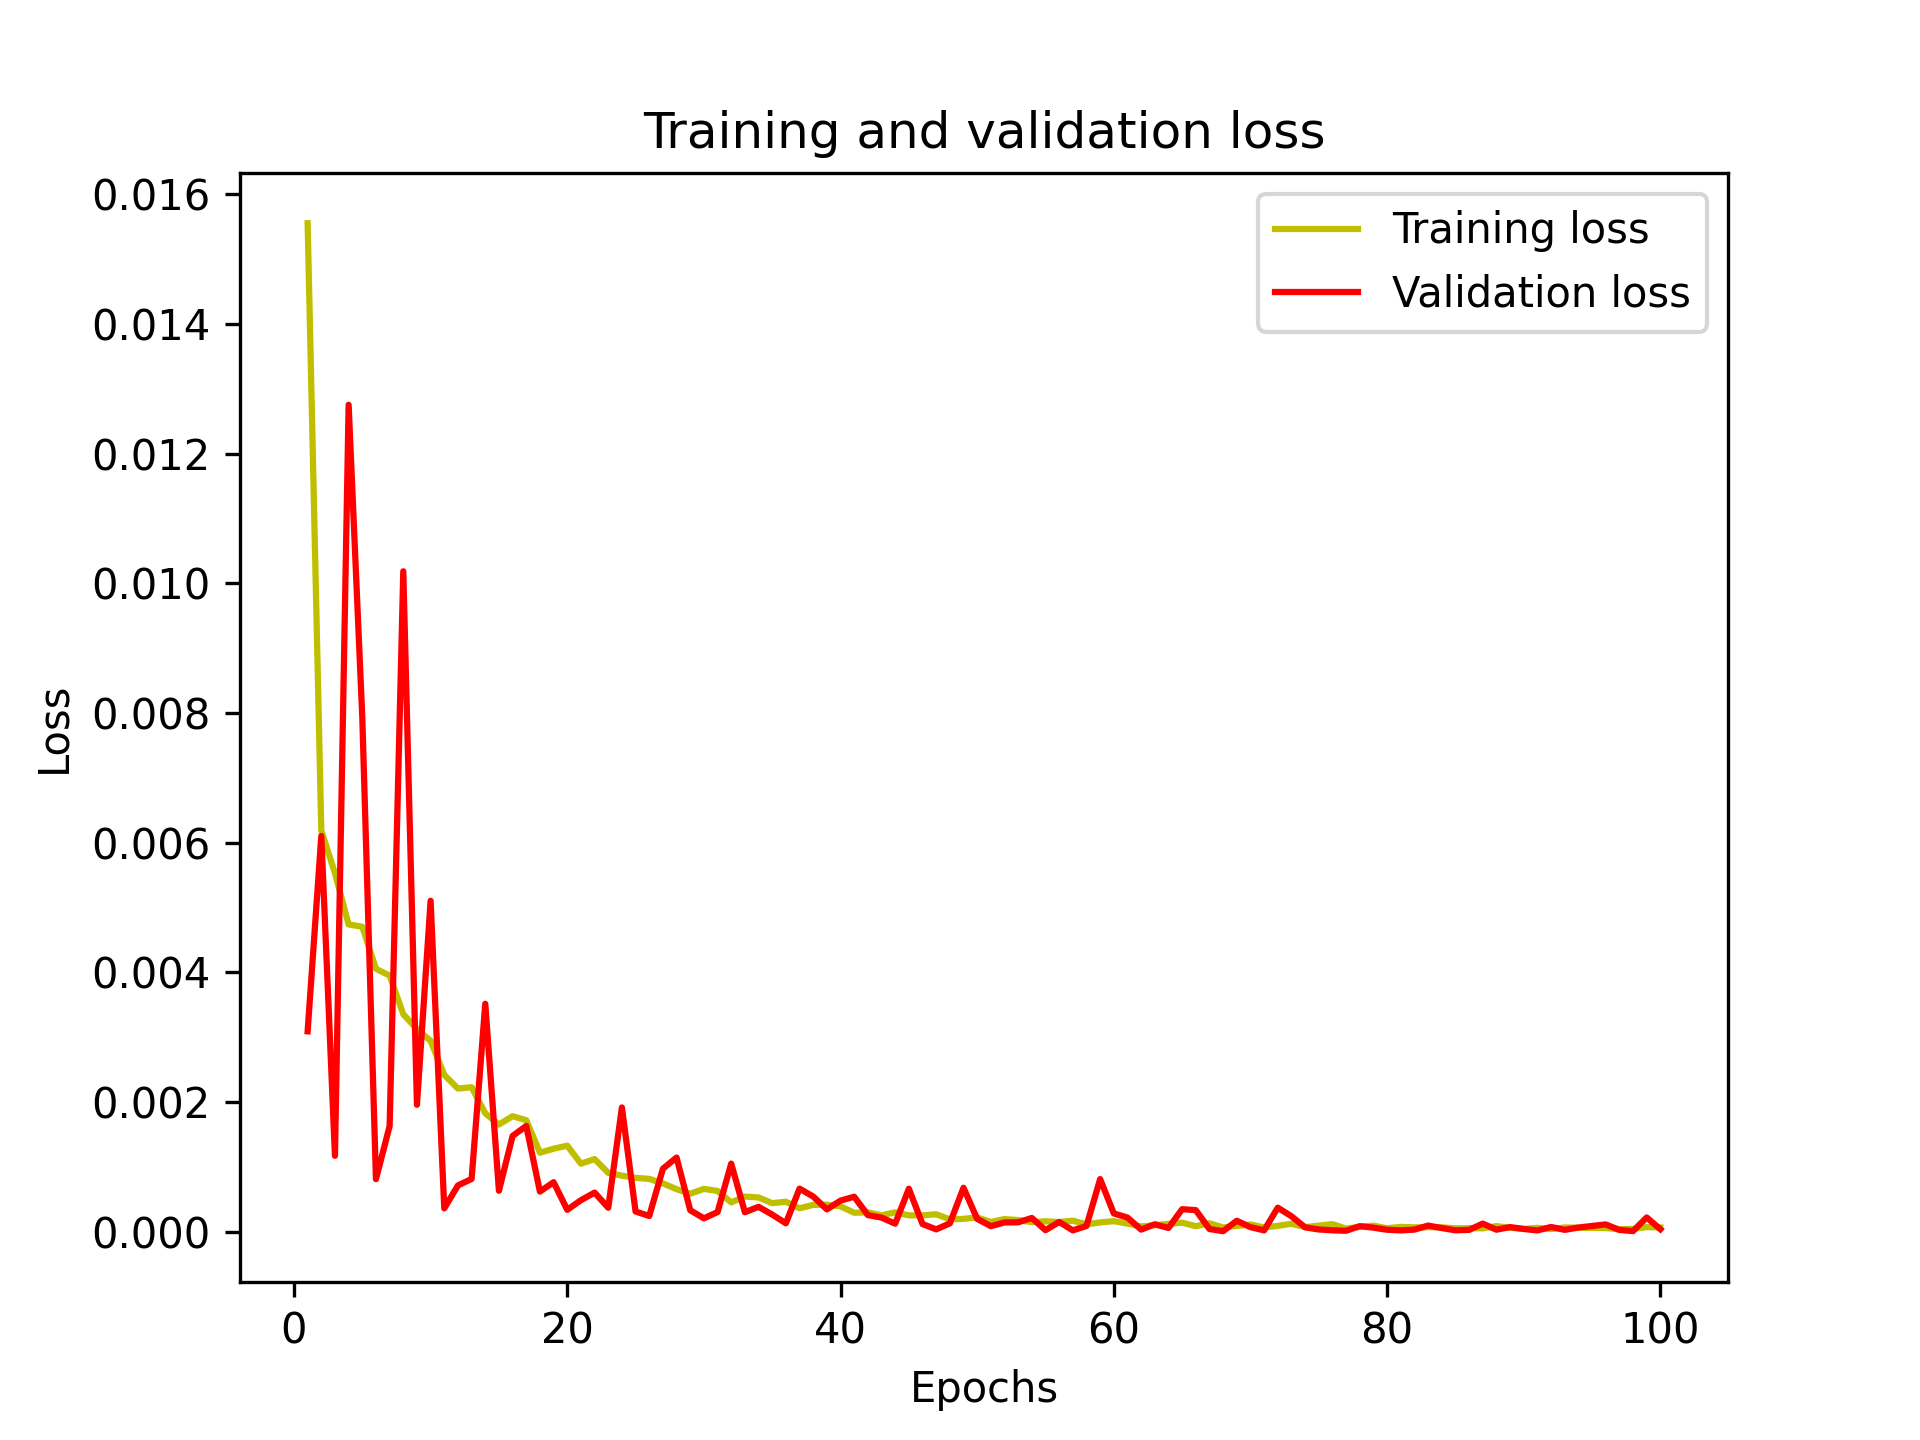 Training and validation loss
Training loss
Validation loss
0.016
0.014
0.012
0.010
0.008
0.006
0.004
0.002
0.000
Loss
0 20 40 60 80 100
Epochs